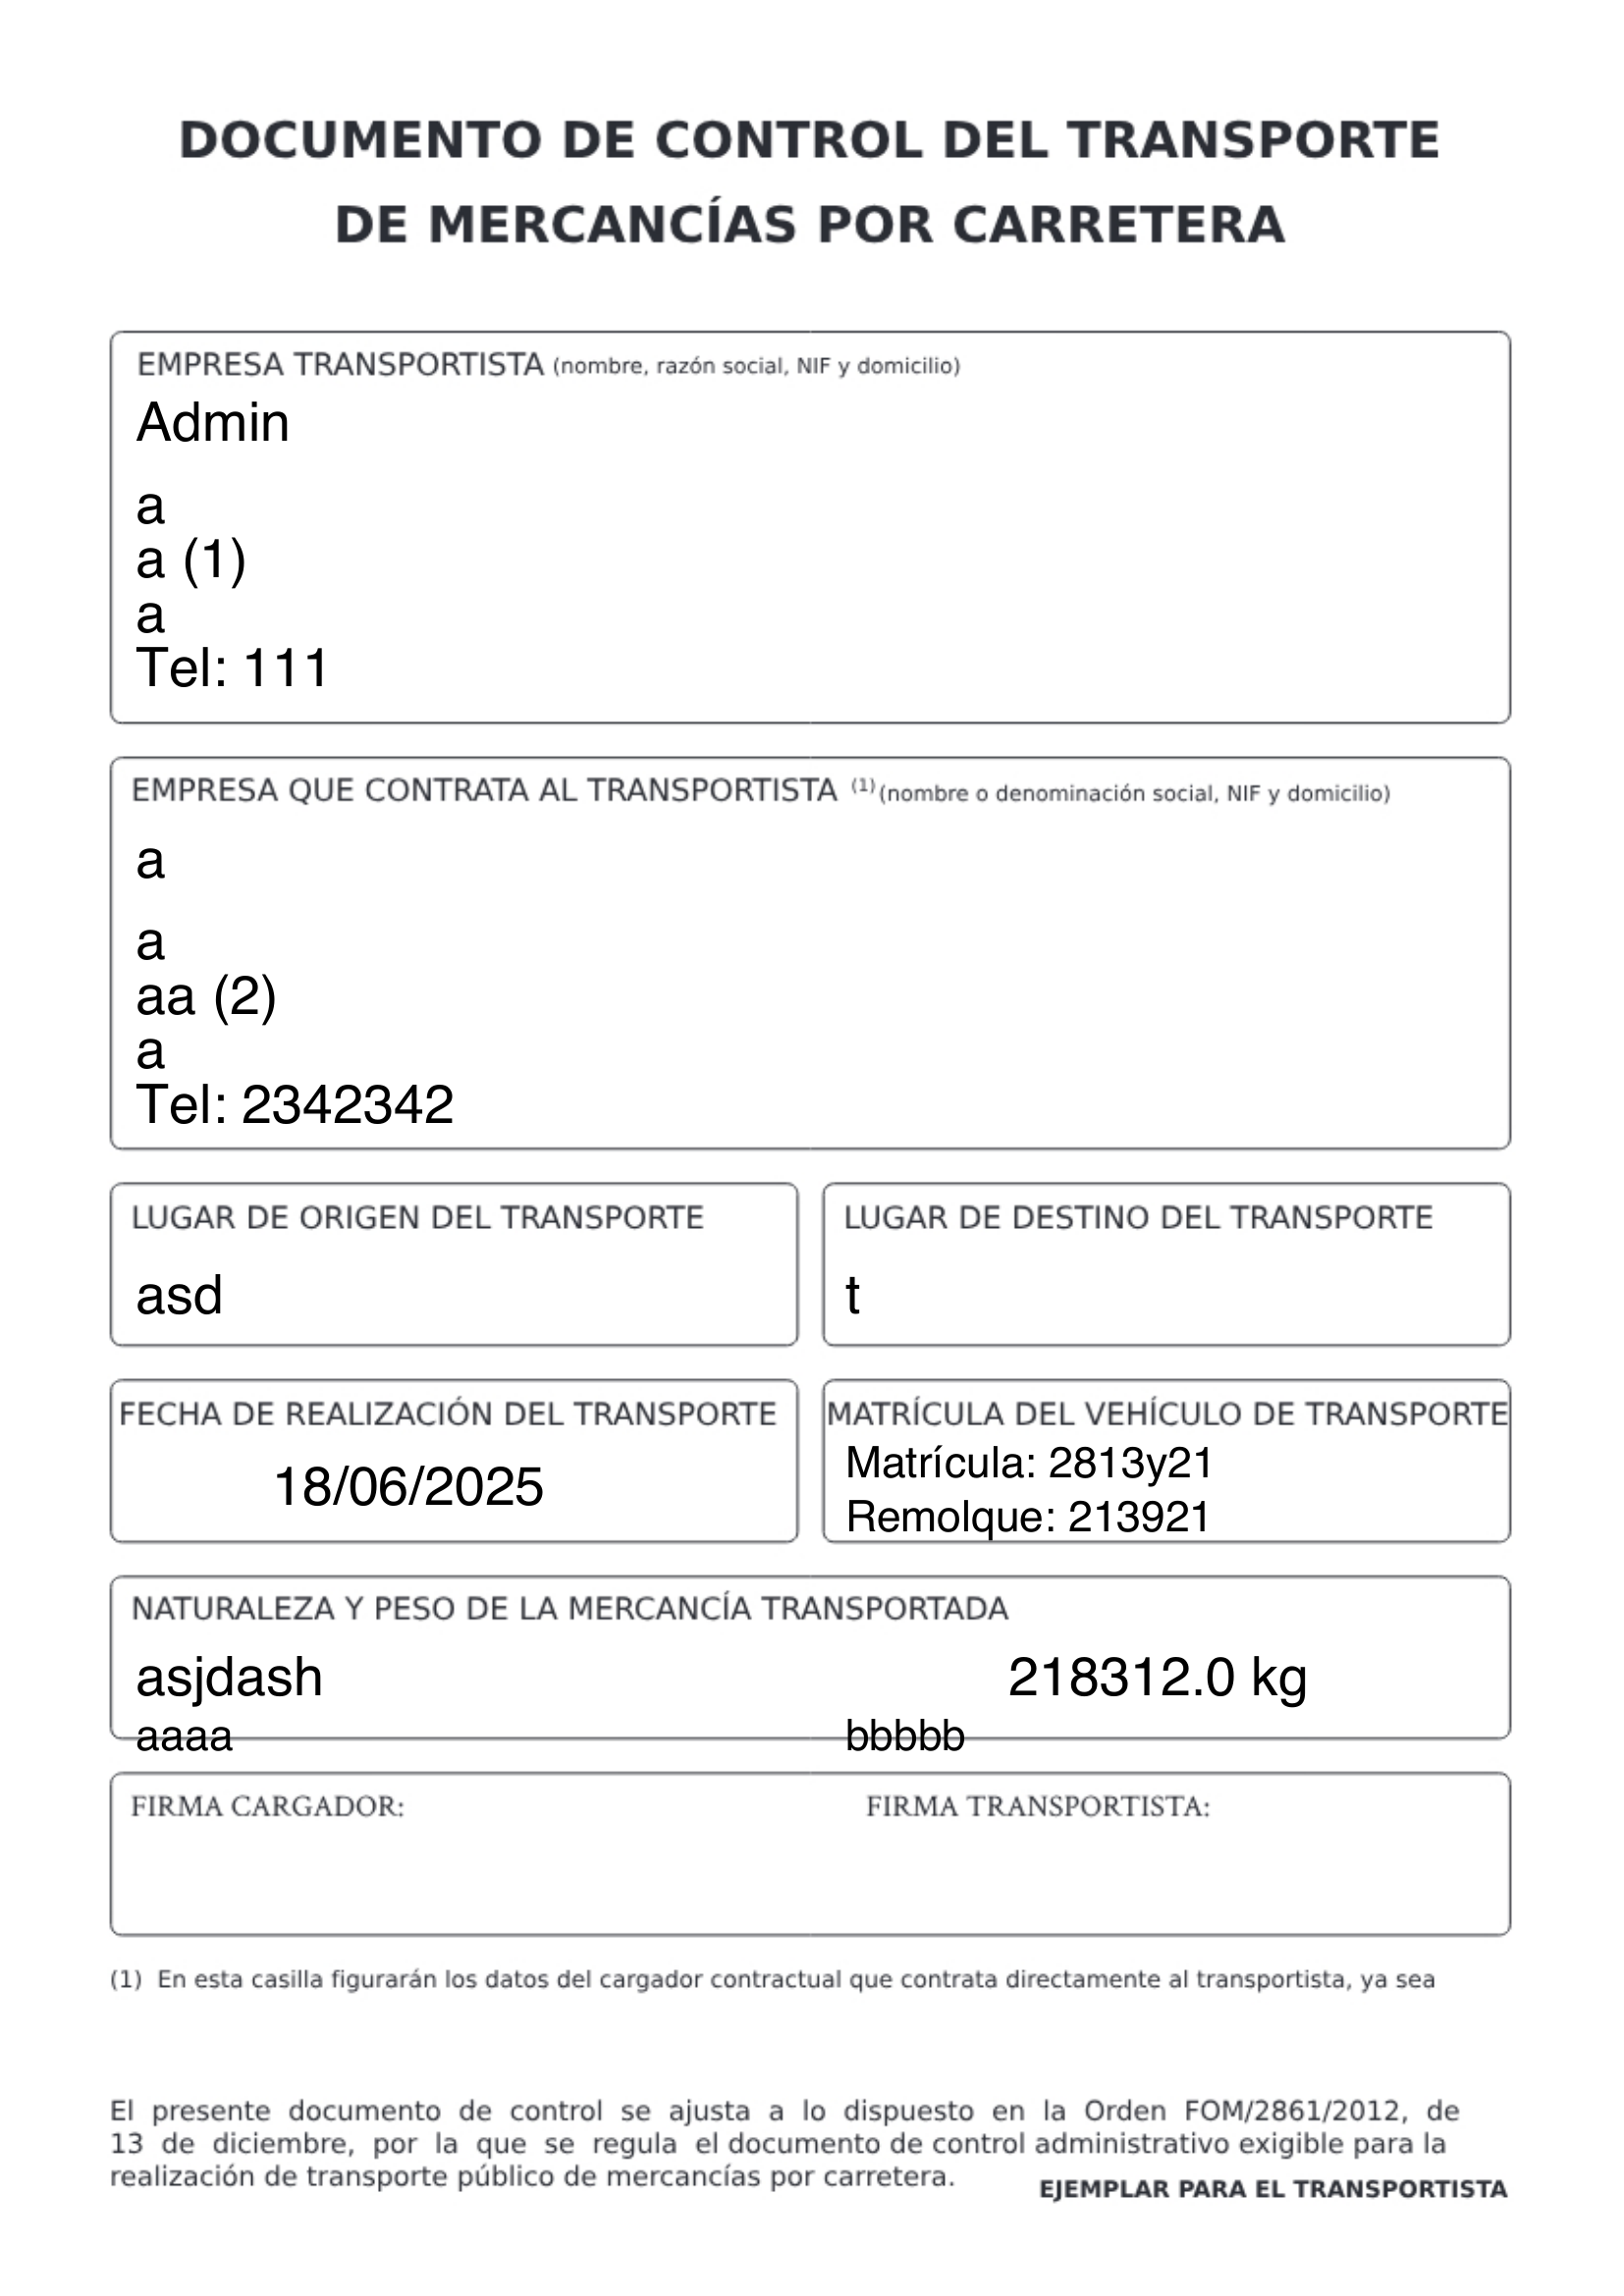 DOCUMENTO DE CONTROL DEL TRANSPORTE
DE MERCANCÍAS POR CARRETERA
EMPRESA TRANSPORTISTA (nombre, razón social, NIF y domicilio)
Admin
a
a (1)
a
Tel: 111
EMPRESA QUE CONTRATA AL TRANSPORTISTA (1) (nombre o denominación social, NIF y domicilio)
a
a
aa (2)
a
Tel: 2342342
LUGAR DE ORIGEN DEL TRANSPORTE
asd
LUGAR DE DESTINO DEL TRANSPORTE
t
FECHA DE REALIZACIÓN DEL TRANSPORTE
18/06/2025
MATRÍCULA DEL VEHÍCULO DE TRANSPORTE
Matrícula: 2813y21
Remolque: 213921
NATURALEZA Y PESO DE LA MERCANCÍA TRANSPORTADA
asjdash 218312.0 kg
aaaa bbbbb
FIRMA CARGADOR: FIRMA TRANSPORTISTA:
(1) En esta casilla figurarán los datos del cargador contractual que contrata directamente al transportista, ya sea
El presente documento de control se ajusta a lo dispuesto en la Orden FOM/2861/2012, de
13 de diciembre, por la que se regula el documento de control administrativo exigible para la
realización de transporte público de mercancías por carretera.
EJEMPLAR PARA EL TRANSPORTISTA